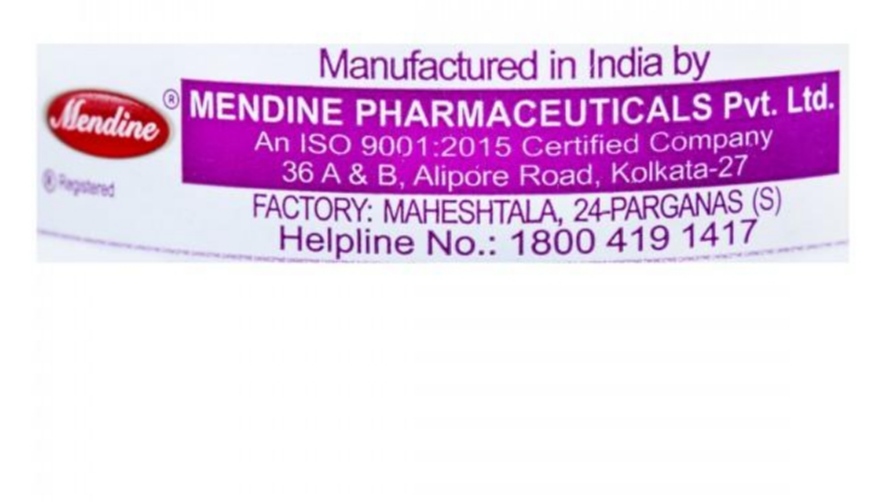 Manufactured in India by
Mendine ®
MENDINE PHARMACEUTICALS Pvt. Ltd.
An ISO 9001:2015 Certified Company
36 A & B, Alipore Road, Kolkata-27
® Registered
FACTORY: MAHESHTALA, 24-PARGANAS (S)
Helpline No.: 1800 419 1417